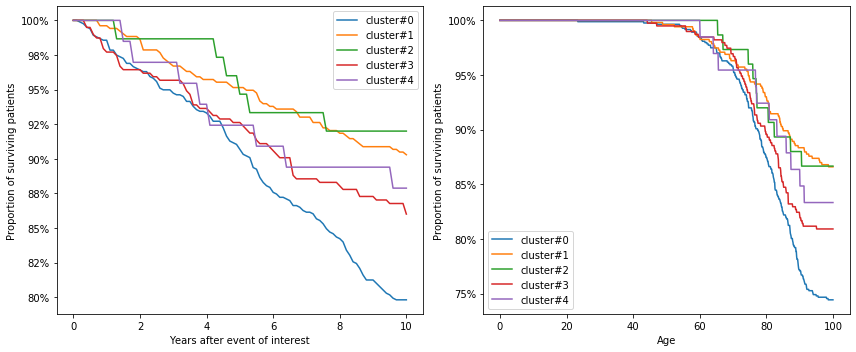 100%
98%
95%
92%
90%
88%
85%
82%
80%
Proportion of surviving patients
0
2
4
6
8
10
Years after event of interest
cluster#0
cluster#1
cluster#2
cluster#3
cluster#4
100%
95%
90%
85%
80%
75%
Proportion of surviving patients
0
20
40
60
80
100
Age
cluster#0
cluster#1
cluster#2
cluster#3
cluster#4